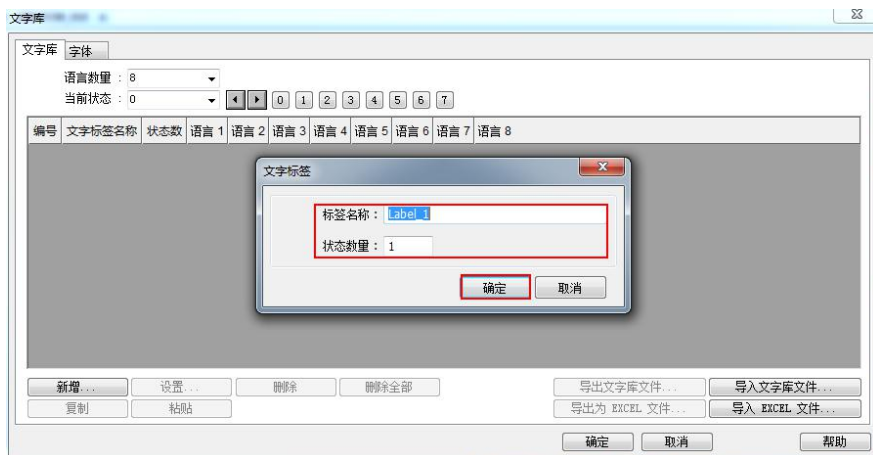 文字库
文字库 字体
语言数量 : 8
当前状态 : 0 0 1 2 3 4 5 6 7
编号 文字标签名称 状态数 语言 1 语言 2 语言 3 语言 4 语言 5 语言 6 语言 7 语言 8
文字标签
标签名称： Label_1
状态数量： 1
确定 取消
新增... 设置... 删除 删除全部 导出文字库文件... 导入文字库文件...
复制 粘贴 导出为 EXCEL 文件... 导入 EXCEL 文件...
确定 取消 帮助